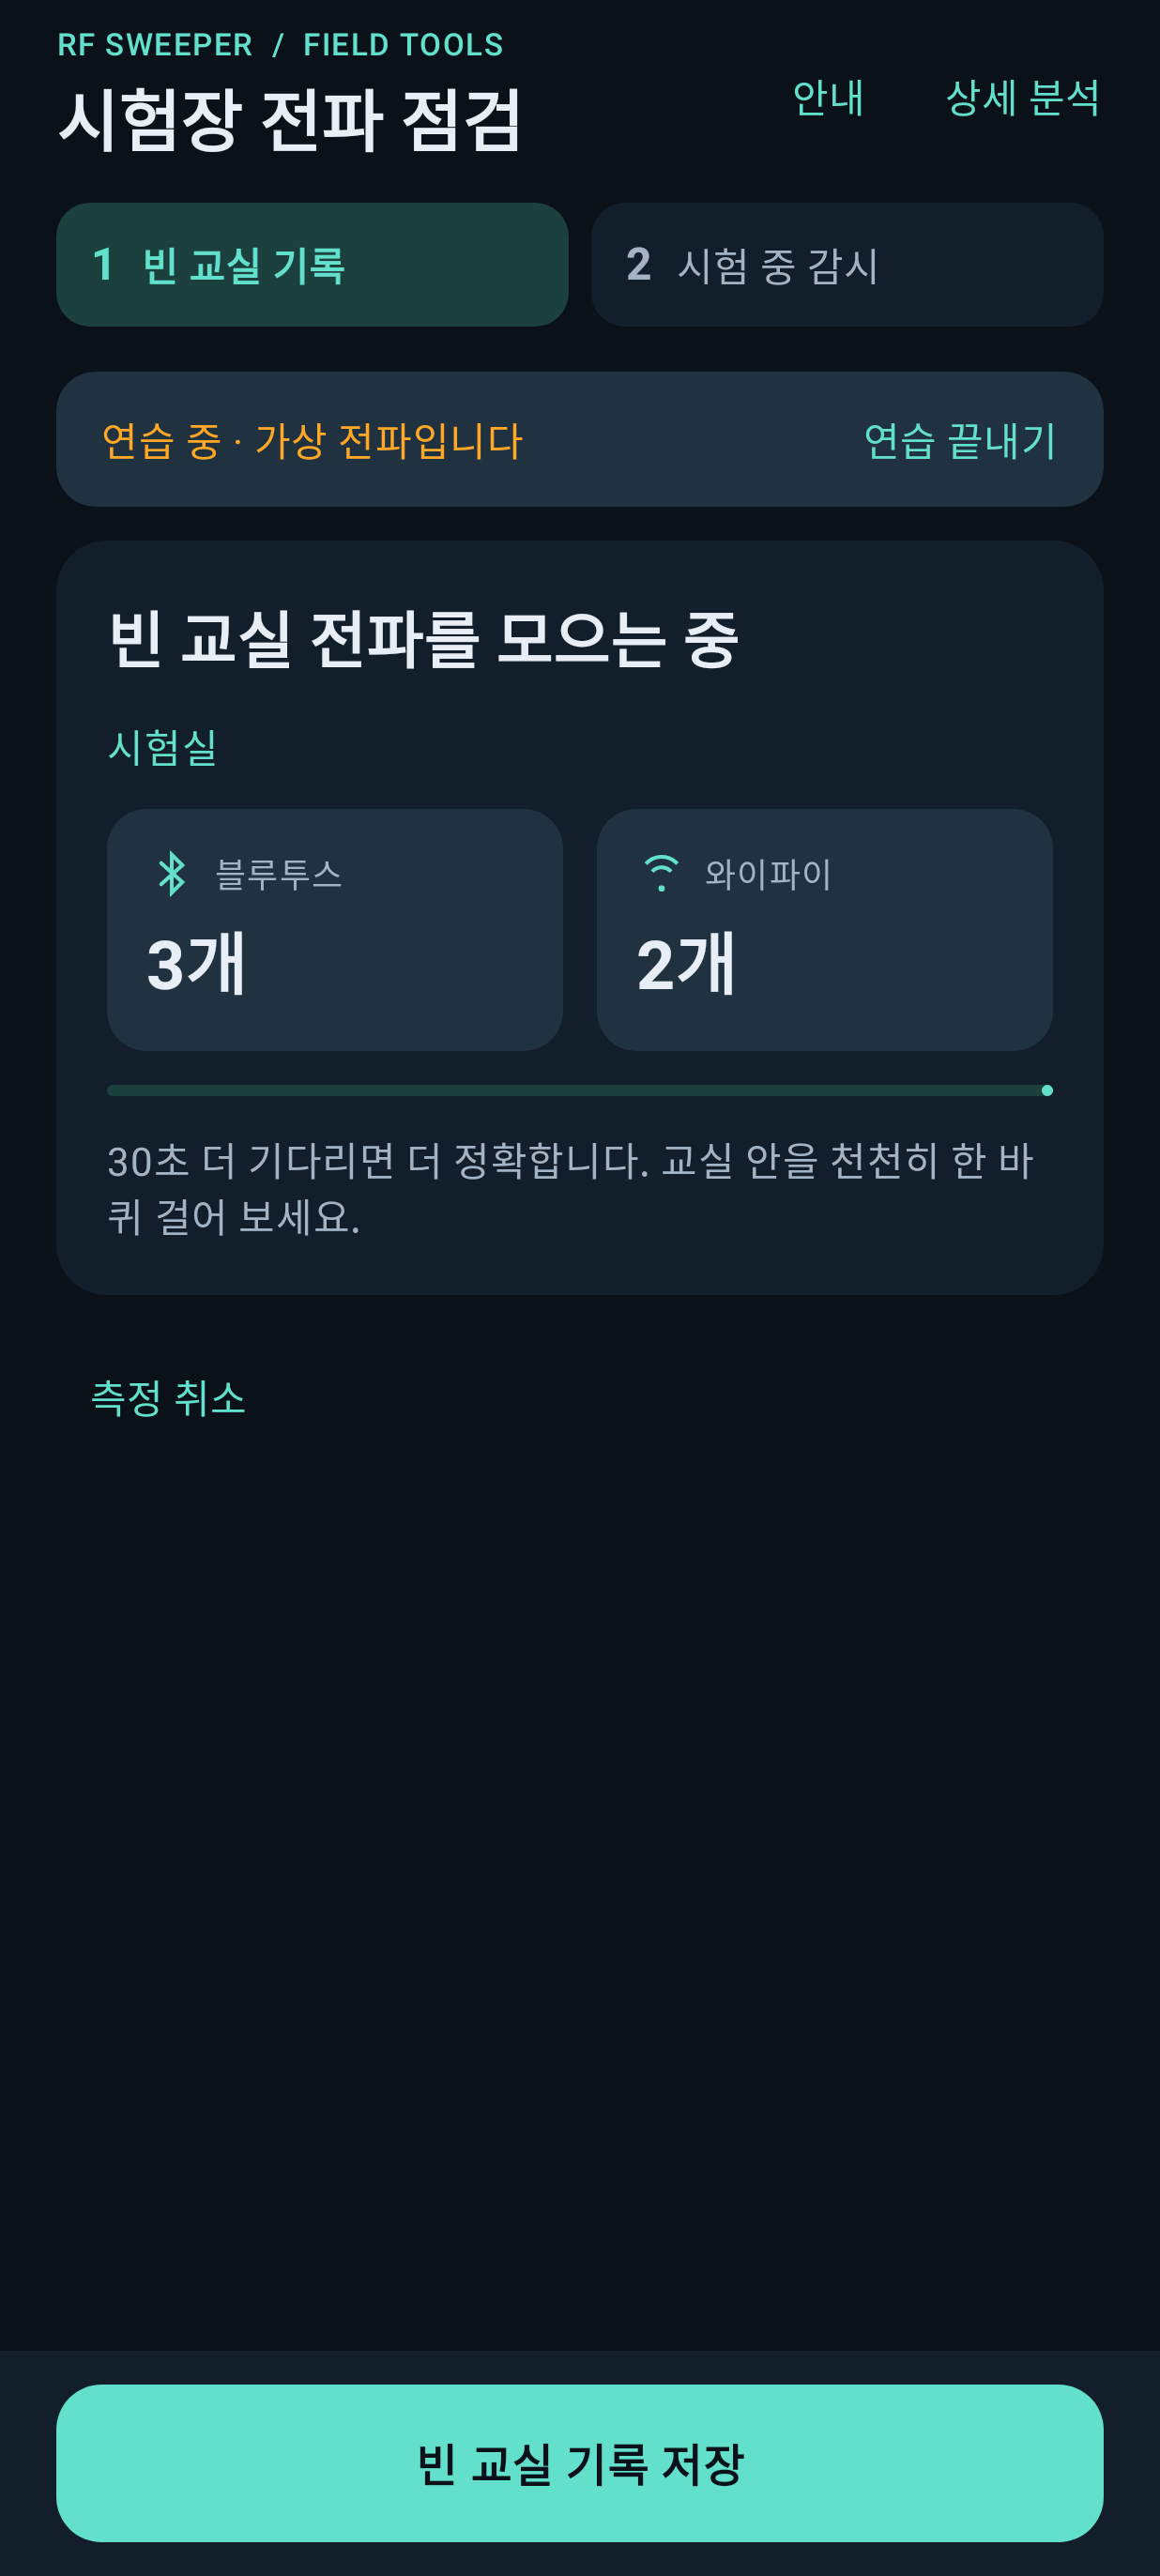 RF SWEEPER / FIELD TOOLS
시험장 전파 점검
안내 상세 분석
1 빈 교실 기록
2 시험 중 감시
연습 중 · 가상 전파입니다 연습 끝내기
빈 교실 전파를 모으는 중
시험실
블루투스
3개
와이파이
2개
30초 더 기다리면 더 정확합니다. 교실 안을 천천히 한 바
퀴 걸어 보세요.
측정 취소
빈 교실 기록 저장